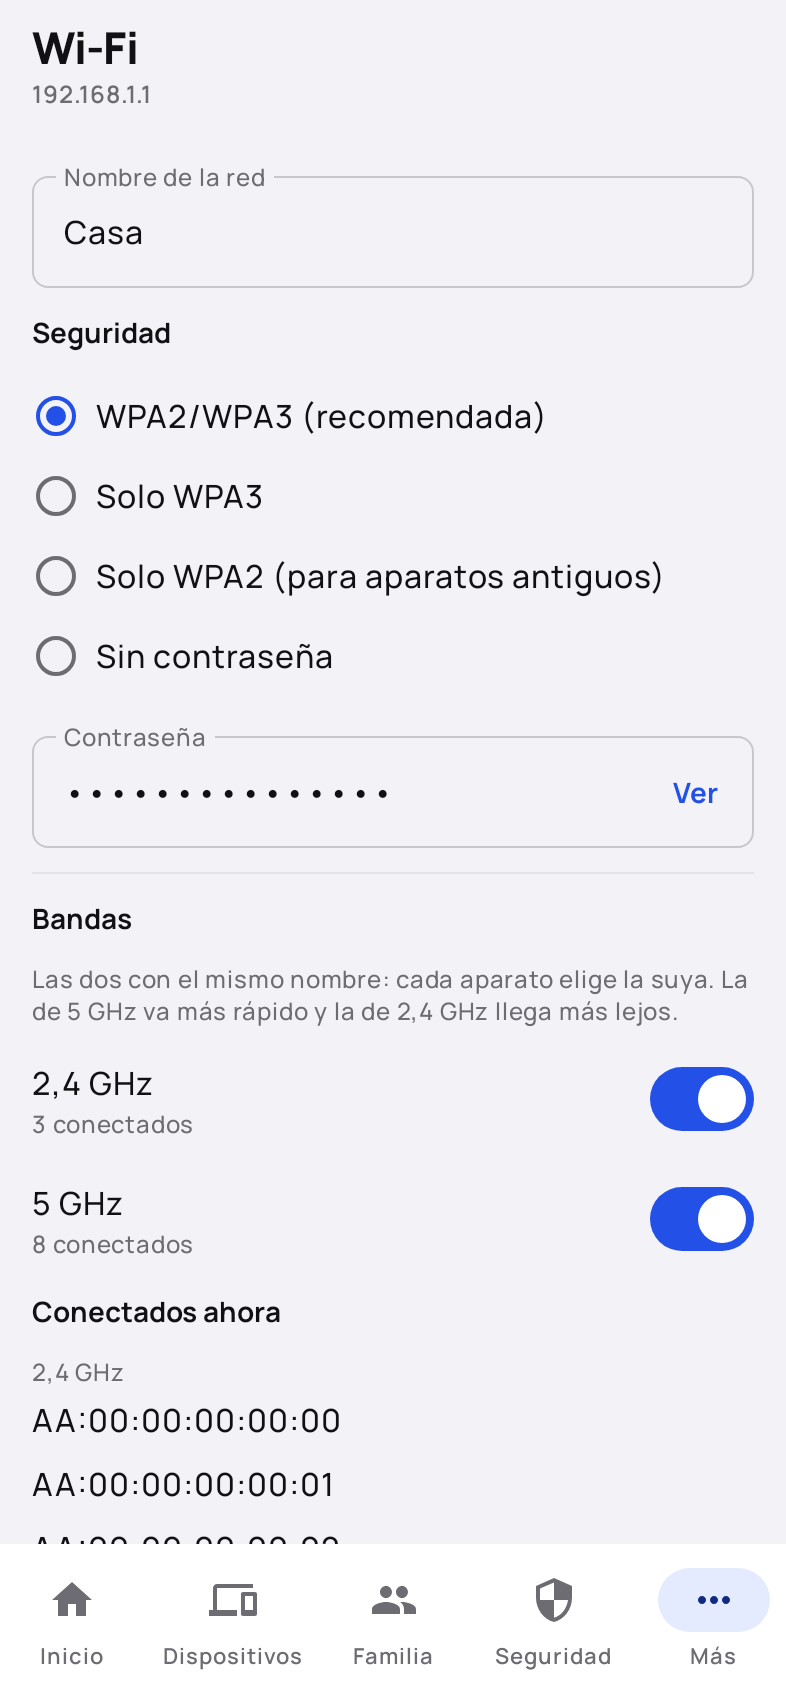 Wi-Fi
192.168.1.1
Nombre de la red
Casa
Seguridad
WPA2/WPA3 (recomendada)
Solo WPA3
Solo WPA2 (para aparatos antiguos)
Sin contraseña
Contraseña
•••••••••••••••
Ver
Bandas
Las dos con el mismo nombre: cada aparato elige la suya. La
de 5 GHz va más rápido y la de 2,4 GHz llega más lejos.
2,4 GHz
3 conectados
5 GHz
8 conectados
Conectados ahora
2,4 GHz
AA:00:00:00:00:00
AA:00:00:00:00:01
Inicio
Dispositivos
Familia
Seguridad
Más